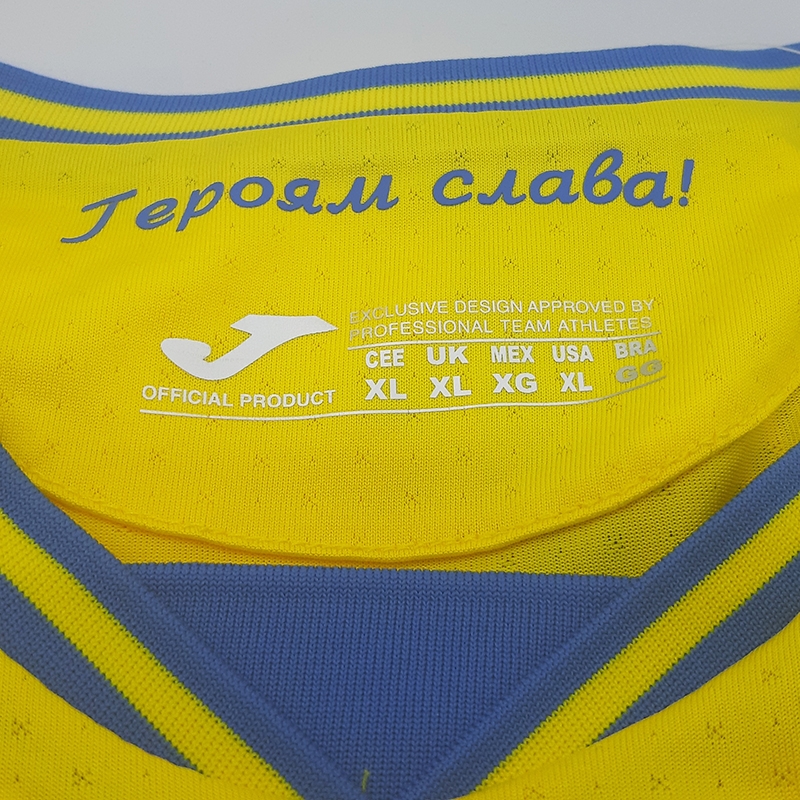 Героям слава!
EXCLUSIVE DESIGN APPROVED BY
PROFESSIONAL TEAM ATHLETES
CEE UK MEX USA BRA
XL XL XG XL GG
OFFICIAL PRODUCT